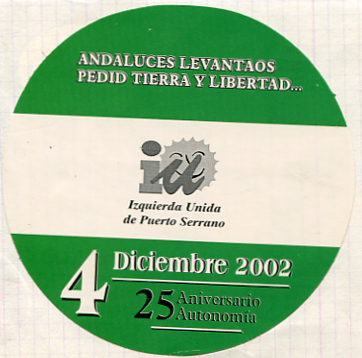 ANDALUCES LEVANTAOS
PEDID TIERRA Y LIBERTAD...
iu
Izquierda Unida
de Puerto Serrano
4 Diciembre 2002
25 Aniversario
Autonomía